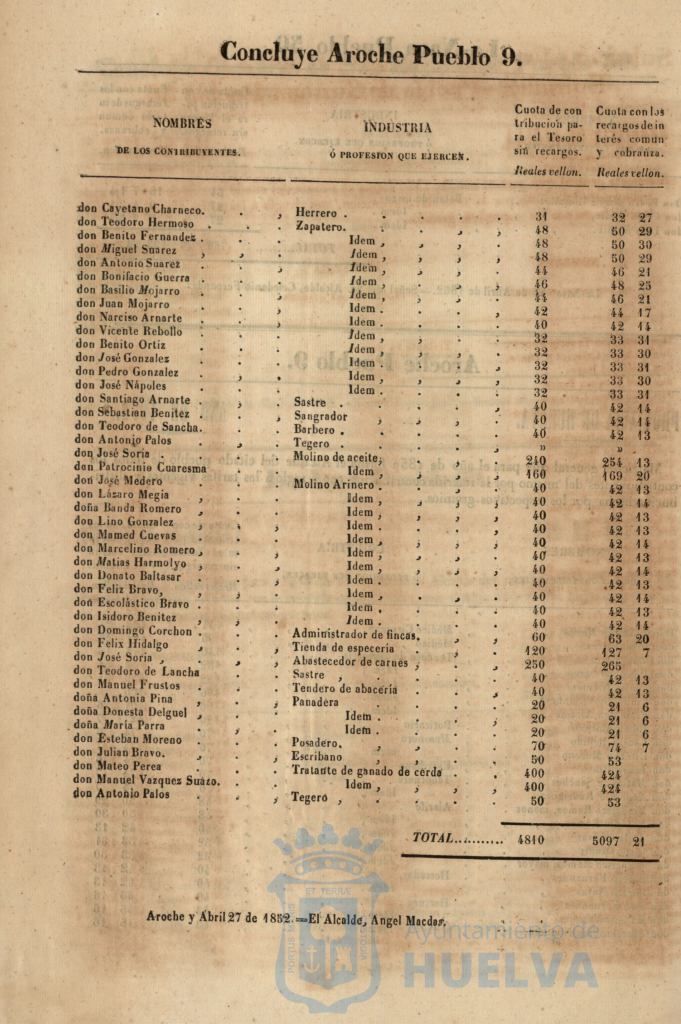 Concluye Aroche Pueblo 9.
NOMBRES
DE LOS CONTRIBUYENTES.
INDUSTRIA
Ó PROFESION QUE EJERCEN.
Cuota de con
tribucion pa-
ra el Tesoro
sin recargos.
Reales vellon.
Cuota con los
recargos de in
terés comun
y cobranza.
Reales vellon.
don Cayetano Charneco. Herrero . 31 32 27
don Teodoro Hermoso . Zapatero. 48 50 29
don Benito Fernandez . Idem , 48 50 30
don Miguel Suarez , Idem , 48 50 29
don Antonio Suarez . Idem , 44 46 21
don Bonifacio Guerra . Idem , 46 48 25
don Basilio Mojarro . Idem . 44 46 21
don Juan Mojarro . Idem . 42 44 17
don Narciso Arnarte . Idem . 40 42 14
don Vicente Rebollo . Idem , 32 33 31
don Benito Ortiz . Idem , 32 33 30
don José Gonzalez . Idem , 32 33 31
don Pedro Gonzalez . Idem , 32 33 30
don José Nápoles . Idem . 32 33 31
don Santiago Arnarte . Sastre . 40 42 14
don Sebastian Benitez . Sangrador 40 42 14
don Teodoro de Sancha. Barbero . 40 42 13
don Antonio Palos . Tegero . » »
don José Soria . Molino de aceite, 240 254 13
don Patrocinio Cuaresma Idem , 160 169 20
don José Medero . Molino Arinero . 40 42 13
don Lázaro Megia , Idem , 40 42 14
doña Banda Romero , Idem , 40 42 13
don Lino Gonzalez , Idem , 40 42 14
don Mamed Cuevas . Idem . 40 42 13
don Marcelino Romero , Idem , 40 42 14
don Matias Harmolyo , Idem , 40 42 14
don Donato Baltasar . Idem . 40 42 13
don Feliz Bravo, , Idem . 40 42 14
don Escolástico Bravo . Idem . 40 42 13
don Isidoro Benitez , Idem . 40 42 14
don Domingo Corchon . Administrador de fincas. 60 63 20
don Felix Hidalgo , Tienda de especería 120 127 7
don José Soria , Abastecedor de carnes , 250 265
don Teodoro de Lancha Sastre , 40 42 13
don Manuel Frustos . Tendero de abacería 40 42 13
doña Antonia Pina , Panadera 20 21 6
doña Donesta Delguel , Idem . 20 21 6
doña María Parra , Idem . 20 21 6
don Esteban Moreno . Posadero. 70 74 7
don Julian Bravo. . Escribano , 50 53
don Mateo Perea . Tratante de ganado de cerda . 400 424
don Manuel Vazquez Suazo. Idem , 400 424
don Antonio Palos . Tegero , 50 53
TOTAL.......... 4810 5097 21
Aroche y Abril 27 de 1852.=El Alcalde, Angel Macdas.
Ayuntamiento de
HUELVA